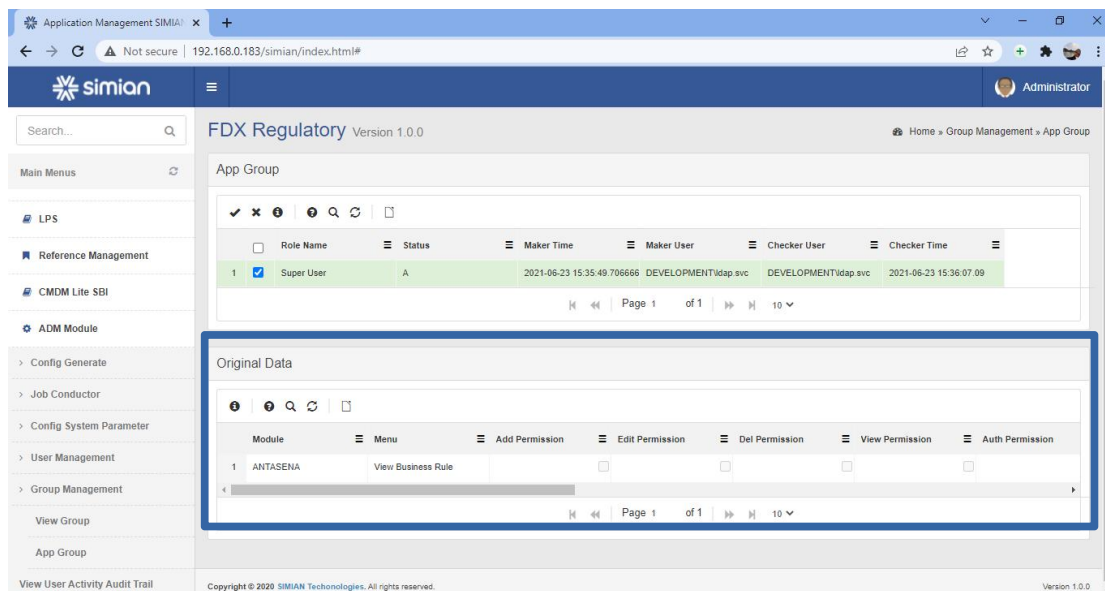 Application Management SIMIAN
Not secure | 192.168.0.183/simian/index.html#
simian
Administrator
Search...
FDX Regulatory Version 1.0.0
Home » Group Management » App Group
Main Menus
App Group
LPS
Reference Management
CMDM Lite SBI
ADM Module
Config Generate
Job Conductor
Config System Parameter
User Management
Group Management
View Group
App Group
View User Activity Audit Trail
Role Name Status Maker Time Maker User Checker User Checker Time
1 Super User A 2021-06-23 15:35:49.706666 DEVELOPMENT\ldap.svc DEVELOPMENT\ldap.svc 2021-06-23 15:36:07.09
Page 1 of 1 10
Original Data
Module Menu Add Permission Edit Permission Del Permission View Permission Auth Permission
1 ANTASENA View Business Rule
Page 1 of 1 10
Copyright © 2020 SIMIAN Techonologies. All rights reserved.
Version 1.0.0